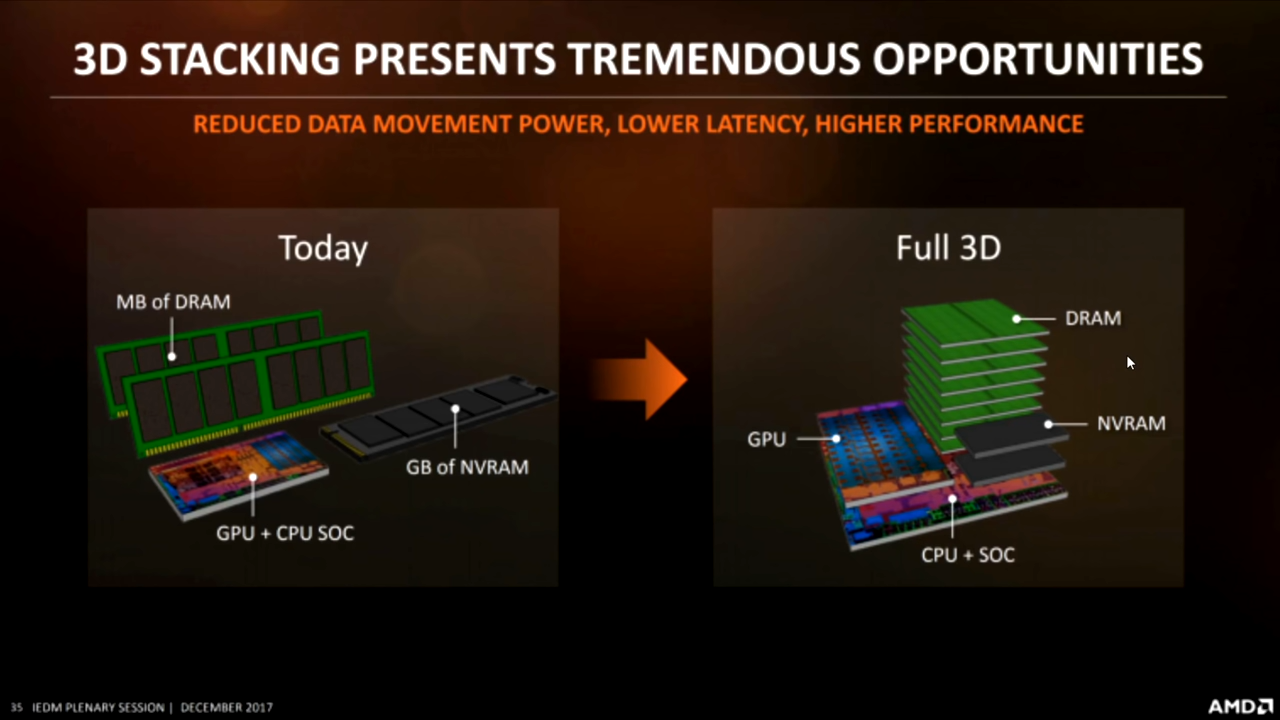 3D STACKING PRESENTS TREMENDOUS OPPORTUNITIES
REDUCED DATA MOVEMENT POWER, LOWER LATENCY, HIGHER PERFORMANCE
Today
MB of DRAM
GB of NVRAM
GPU + CPU SOC
Full 3D
DRAM
NVRAM
GPU
CPU + SOC
35 IEDM PLENARY SESSION | DECEMBER 2017
AMD